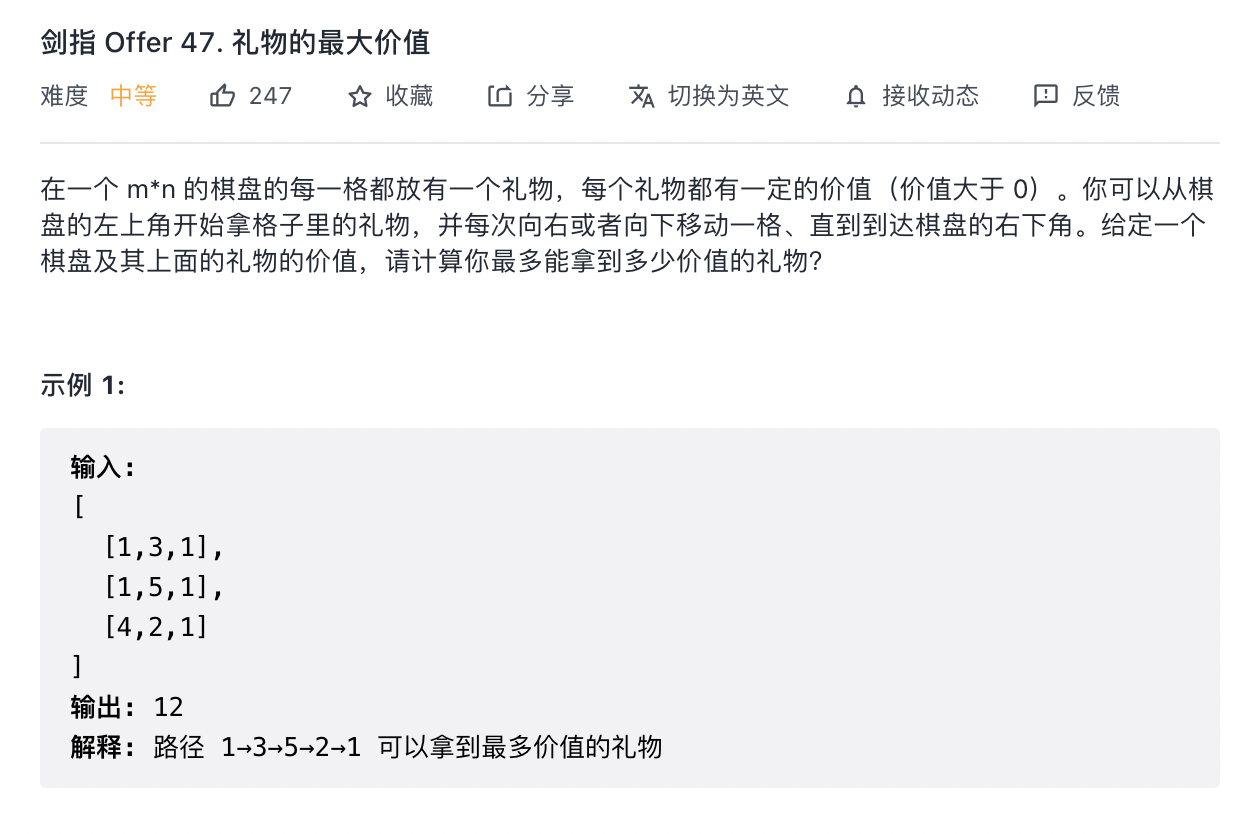 剑指 Offer 47. 礼物的最大价值
难度 中等 247 收藏 分享 切换为英文 接收动态 反馈
在一个 m*n 的棋盘的每一格都放有一个礼物，每个礼物都有一定的价值（价值大于 0）。你可以从棋
盘的左上角开始拿格子里的礼物，并每次向右或者向下移动一格、直到到达棋盘的右下角。给定一个
棋盘及其上面的礼物的价值，请计算你最多能拿到多少价值的礼物？
示例 1:
输入:
[
[1,3,1],
[1,5,1],
[4,2,1]
]
输出: 12
解释: 路径 1→3→5→2→1 可以拿到最多价值的礼物